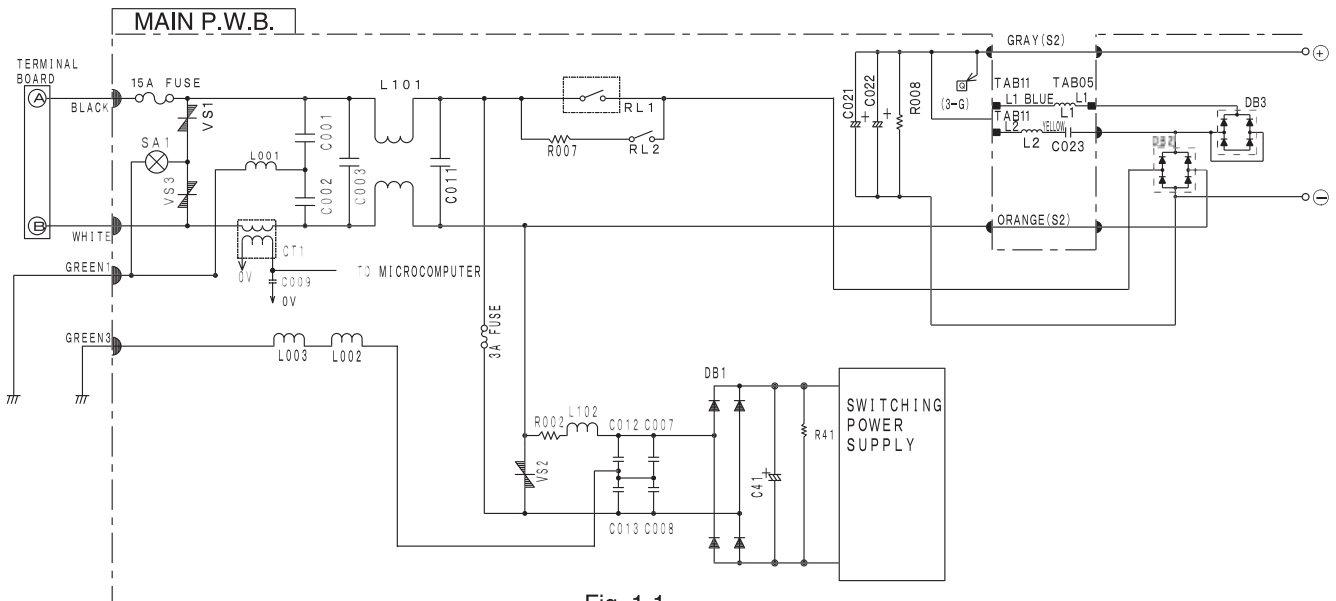 MAIN P.W.B.
TERMINAL
BOARD
A
BLACK
15A FUSE
VS1
SA1
VS3
L001
C001
C002
C003
L101
C011
RL1
R007
RL2
C021
C022
R008
Q
(3-G)
GRAY(S2)
+
TAB11
TAB05
L1 BLUE
L1
L1
TAB11
L2
YELLOW
L2
C023
DB3
-
ORANGE(S2)
B
WHITE
CT1
GREEN1
0V
C009
0V
TO MICROCOMPUTER
GREEN3
L003
L002
3A FUSE
R002
L102
VS2
C012 C007
C013 C008
DB1
C41
R41
SWITCHING
POWER
SUPPLY